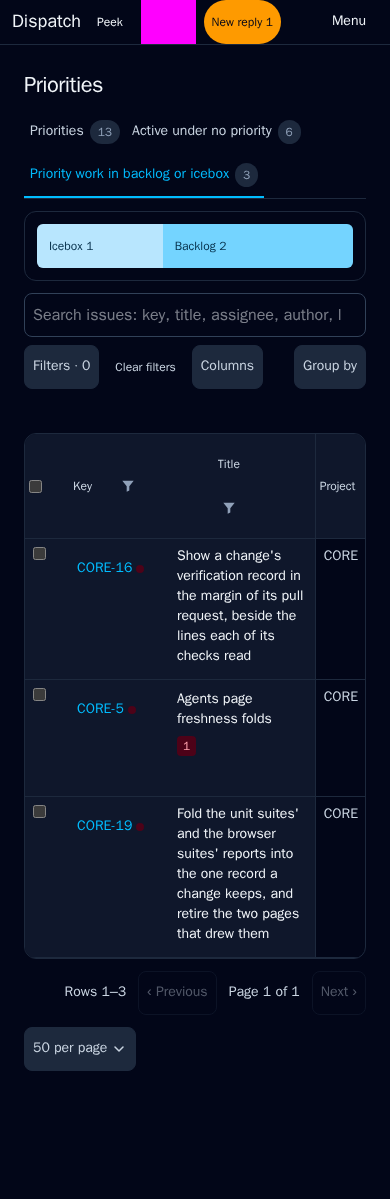 Dispatch Peek New reply 1 Menu
Priorities
Priorities 13 Active under no priority 6
Priority work in backlog or icebox 3
Icebox 1 Backlog 2
Search issues: key, title, assignee, author, l
Filters · 0 Clear filters Columns Group by
Title
Key Project
CORE-16 Show a change's verification record in the margin of its pull request, beside the lines each of its checks read CORE
CORE-5 Agents page freshness folds CORE
1
CORE-19 Fold the unit suites' and the browser suites' reports into the one record a change keeps, and retire the two pages that drew them CORE
Rows 1–3 ‹ Previous Page 1 of 1 Next ›
50 per page